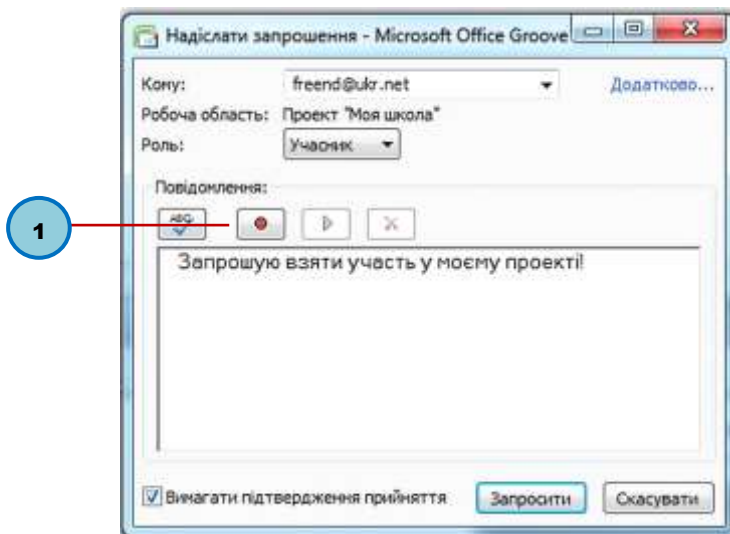 Надіслати запрошення - Microsoft Office Groove
Кому: freend@ukr.net Додатково...
Робоча область: Проект "Моя школа"
Роль: Учасник
Повідомлення:
1
ABC
Запрошую взяти участь у моєму проекті!
Вимагати підтвердження прийняття Запросити Скасувати